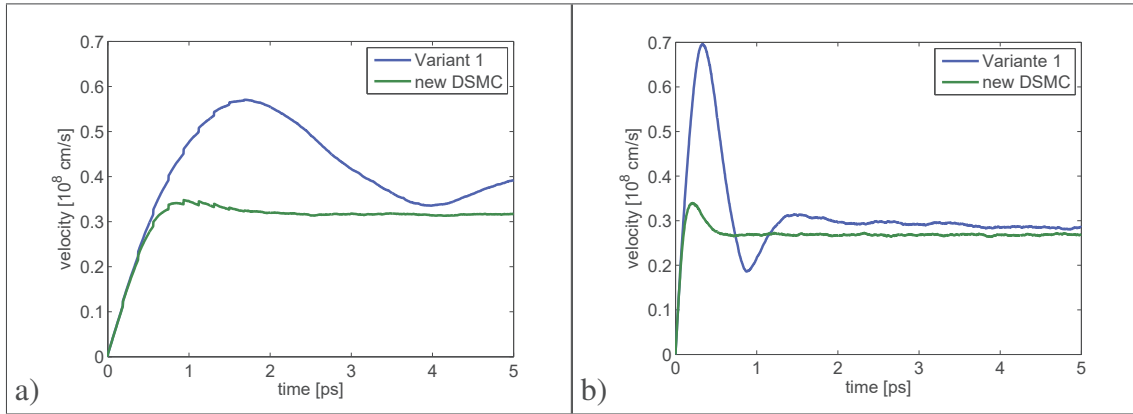 0.7
0.6
0.5
0.4
0.3
0.2
0.1
0
velocity [10⁸ cm/s]
Variant 1
new DSMC
0 1 2 3 4 5
time [ps]
a)
0.7
0.6
0.5
0.4
0.3
0.2
0.1
0
velocity [10⁸ cm/s]
Variante 1
new DSMC
0 1 2 3 4 5
time [ps]
b)